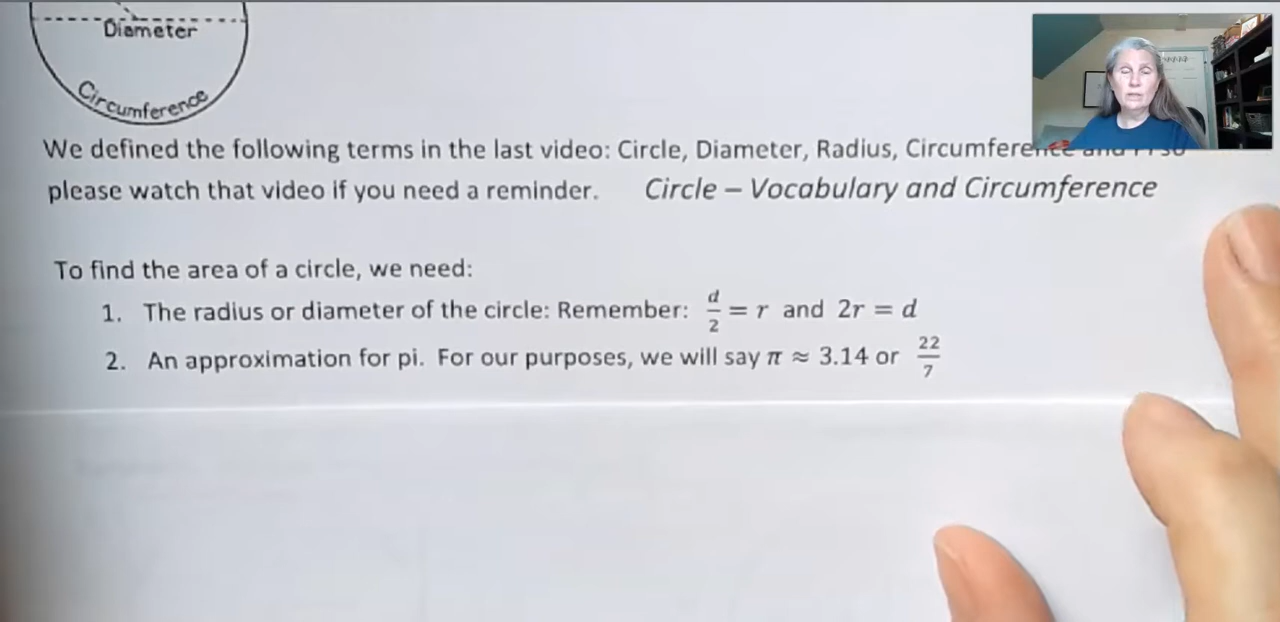 Diameter
Circumference
We defined the following terms in the last video: Circle, Diameter, Radius, Circumference
please watch that video if you need a reminder. Circle – Vocabulary and Circumference
To find the area of a circle, we need:
1. The radius or diameter of the circle: Remember: d/2 = r and 2r = d
2. An approximation for pi. For our purposes, we will say π ≈ 3.14 or 22/7